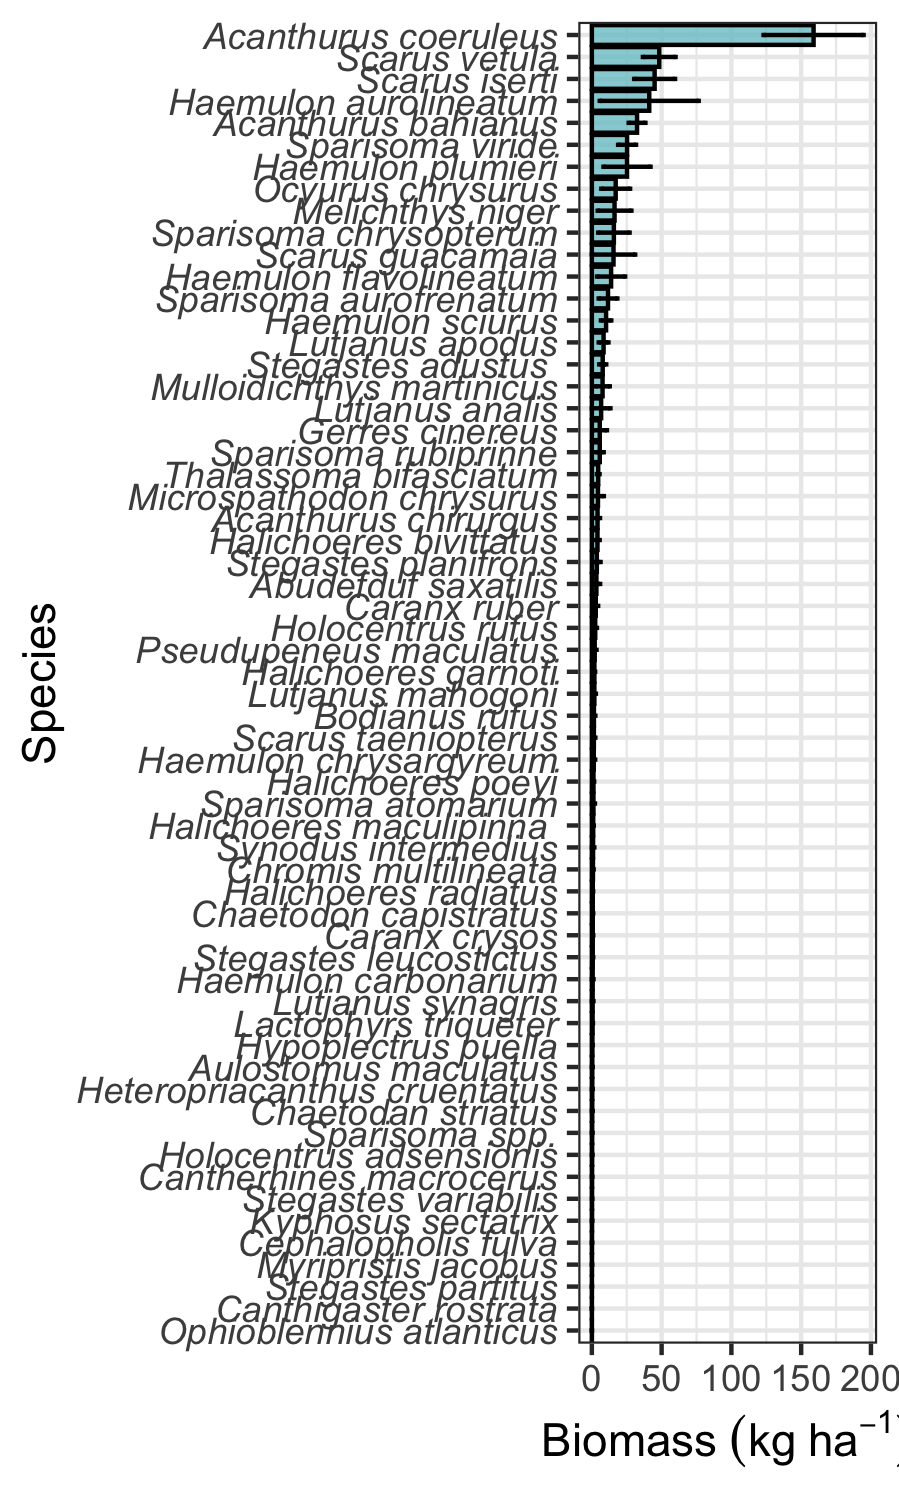 Acanthurus coeruleus
Scarus vetula
Scarus iserti
Haemulon aurolineatum
Acanthurus bahianus
Sparisoma viride
Haemulon plumieri
Ocyurus chrysurus
Melichthys niger
Sparisoma chrysopterum
Scarus guacamaia
Haemulon flavolineatum
Sparisoma aurofrenatum
Haemulon sciurus
Lutjanus apodus
Stegastes adustus
Mulloidichthys martinicus
Lutjanus analis
Gerres cinereus
Sparisoma rubiprinne
Thalassoma bifasciatum
Microspathodon chrysurus
Acanthurus chirurgus
Halichoeres bivittatus
Stegastes planifrons
Abudefduf saxatilis
Caranx ruber
Holocentrus rufus
Pseudupeneus maculatus
Halichoeres garnoti
Lutjanus mahogoni
Bodianus rufus
Scarus taeniopterus
Haemulon chrysargyreum
Halichoeres poeyi
Sparisoma atomarium
Halichoeres maculipinna
Synodus intermedius
Chromis multilineata
Halichoeres radiatus
Chaetodon capistratus
Caranx crysos
Stegastes leucostictus
Haemulon carbonarium
Lutjanus synagris
Lactophyrs triqueter
Hypoplectrus puella
Aulostomus maculatus
Heteropriacanthus cruentatus
Chaetodan striatus
Sparisoma spp.
Holocentrus adsensionis
Cantherhines macrocerus
Stegastes variabilis
Kyphosus sectatrix
Cephalopholis fulva
Myripristis jacobus
Stegastes partitus
Canthigaster rostrata
Ophioblennius atlanticus
Species
0 50 100 150 200
Biomass (kg ha⁻¹)